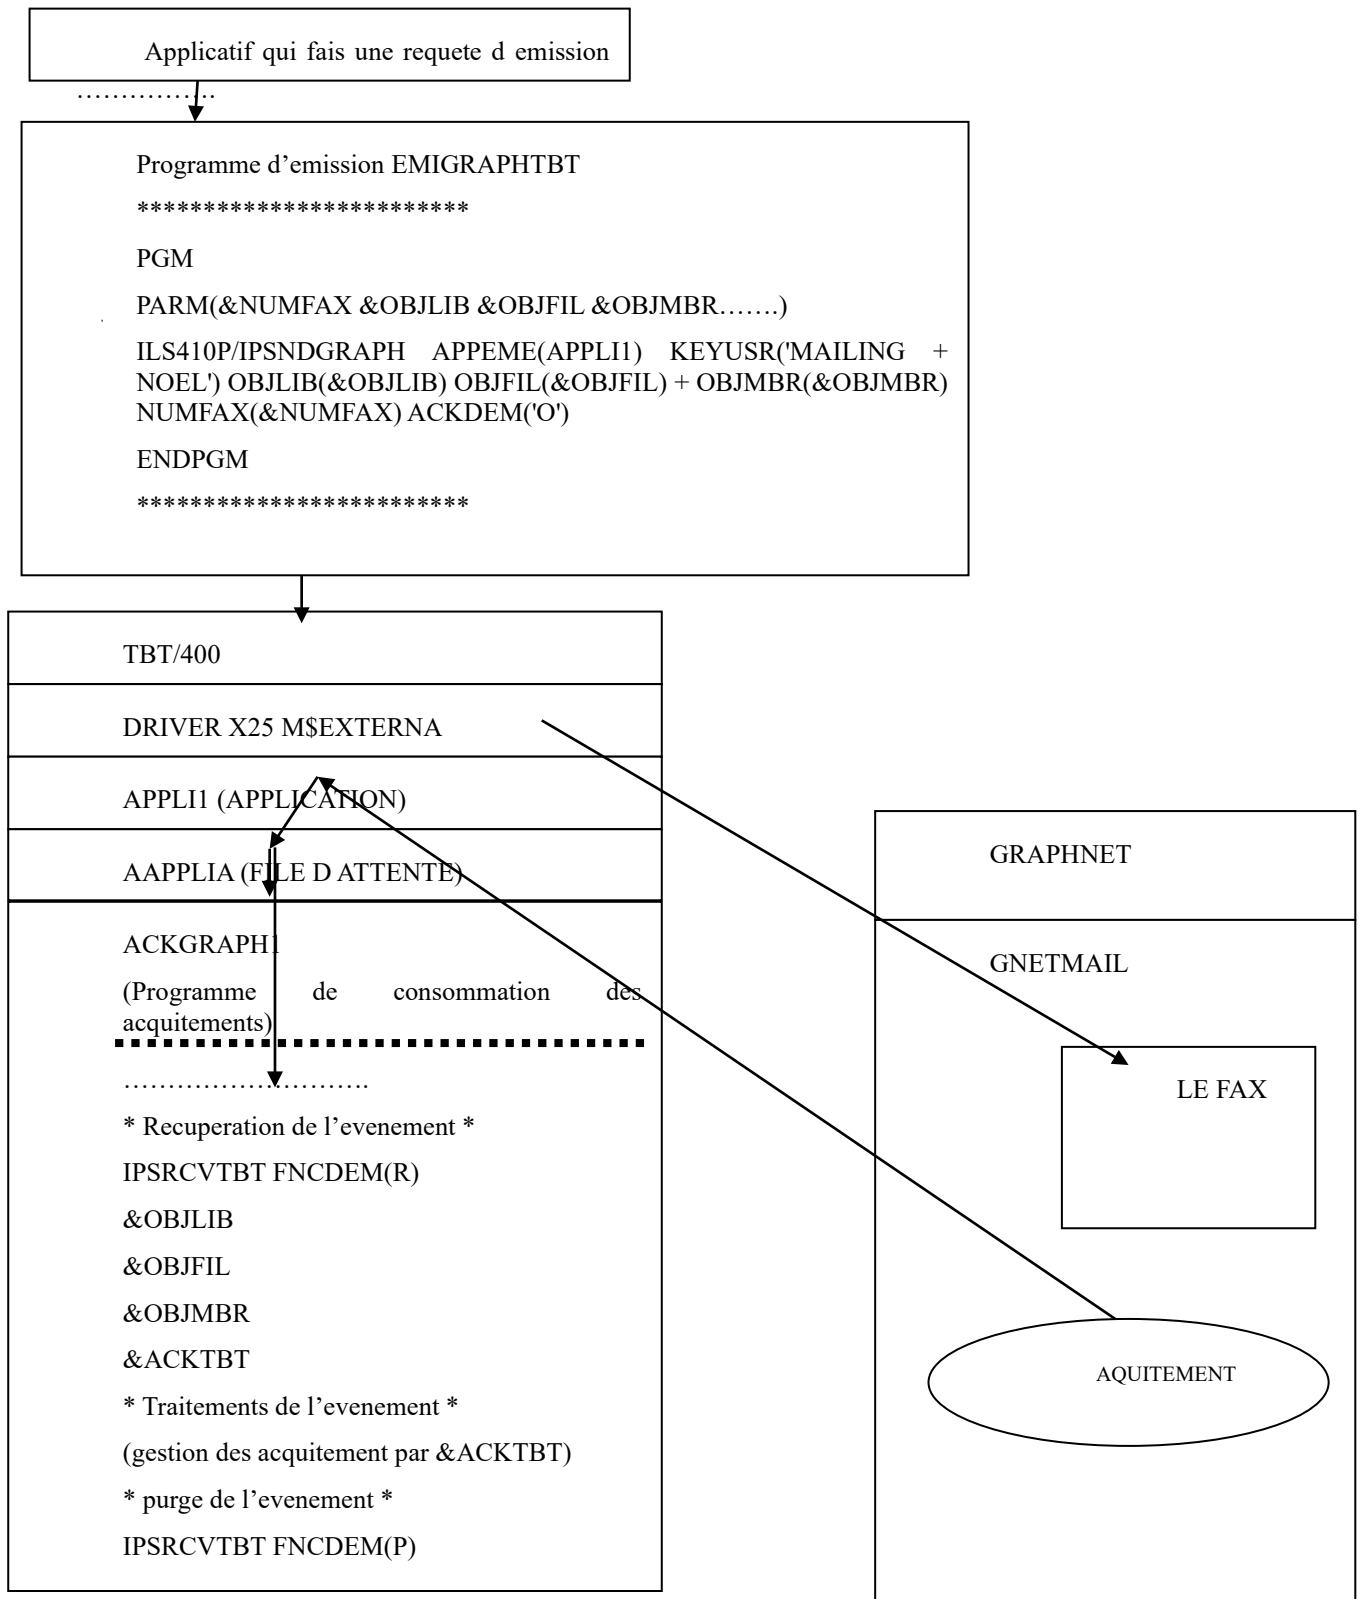 Applicatif qui fais une requete d emission
…………….
Programme d’emission EMIGRAPHTBT
*************************
PGM
PARM(&NUMFAX &OBJLIB &OBJFIL &OBJMBR…….)
ILS410P/IPSNDGRAPH APPEME(APPLI1) KEYUSR('MAILING +
NOEL') OBJLIB(&OBJLIB) OBJFIL(&OBJFIL) + OBJMBR(&OBJMBR)
NUMFAX(&NUMFAX) ACKDEM('O')
ENDPGM
*************************
TBT/400
DRIVER X25 M$EXTERNA
APPLI1 (APPLICATION)
AAPPLIA (FILE D ATTENTE)
ACKGRAPH1
(Programme de consommation des
acquitements)
……………………….
* Recuperation de l’evenement *
IPSRCVTBT FNCDEM(R)
&OBJLIB
&OBJFIL
&OBJMBR
&ACKTBT
* Traitements de l’evenement *
(gestion des acquitement par &ACKTBT)
* purge de l’evenement *
IPSRCVTBT FNCDEM(P)
GRAPHNET
GNETMAIL
LE FAX
AQUITEMENT